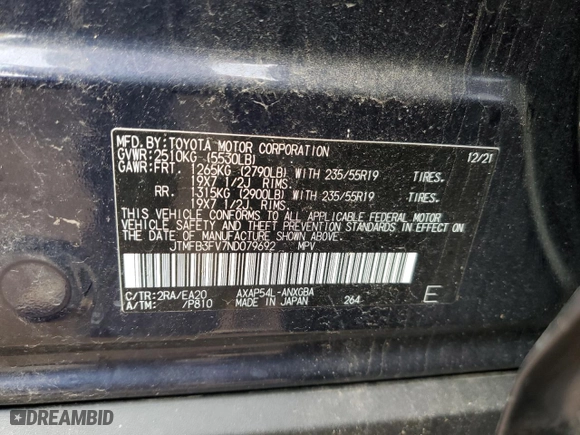 MFD. BY: TOYOTA MOTOR CORPORATION 12/21
GVWR: 2510KG (5530LB)
GAWR: FRT. 1265KG (2790LB) WITH 235/55R19 TIRES.
19X7 1/2J RIMS.
RR. 1315KG (2900LB) WITH 235/55R19 TIRES.
19X7 1/2J RIMS.
THIS VEHICLE CONFORMS TO ALL APPLICABLE FEDERAL MOTOR
VEHICLE SAFETY AND THEFT PREVENTION STANDARDS IN EFFECT ON
THE DATE OF MANUFACTURE SHOWN ABOVE.
JTMFB3FV7ND079692 MPV
C/TR: 2RA/EA20 AXAP54L-ANXGBA
A/TM: /P810 MADE IN JAPAN 264 E
DREAMBID